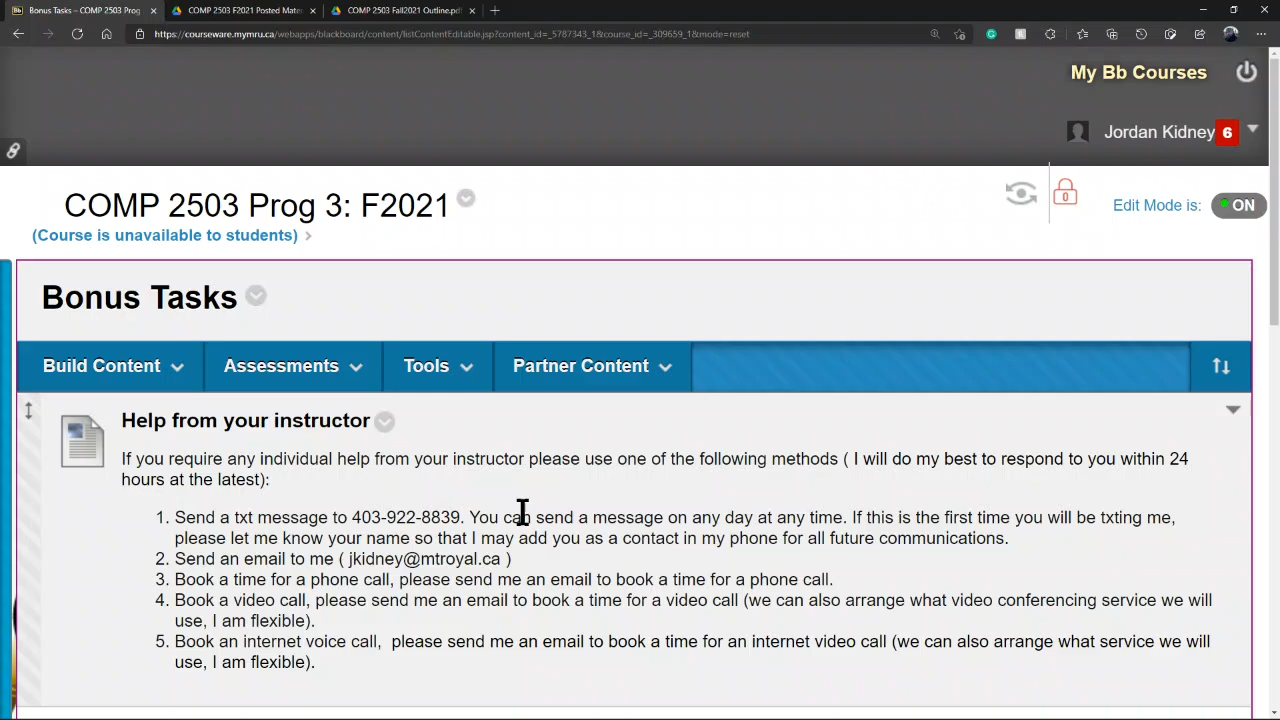 Bonus Tasks – COMP 2503 Prog
COMP 2503 F2021 Posted Mater
COMP 2503 Fall2021 Outline.pdf
https://courseware.mymru.ca/webapps/blackboard/content/listContentEditable.jsp?content_id=_5787343_1&course_id=_309659_1&mode=reset
My Bb Courses
Jordan Kidney 6
COMP 2503 Prog 3: F2021
0
Edit Mode is: ON
(Course is unavailable to students)
Bonus Tasks
Build Content
Assessments
Tools
Partner Content
Help from your instructor
If you require any individual help from your instructor please use one of the following methods ( I will do my best to respond to you within 24
hours at the latest):
1. Send a txt message to 403-922-8839. You can send a message on any day at any time. If this is the first time you will be txting me,
please let me know your name so that I may add you as a contact in my phone for all future communications.
2. Send an email to me ( jkidney@mtroyal.ca )
3. Book a time for a phone call, please send me an email to book a time for a phone call.
4. Book a video call, please send me an email to book a time for a video call (we can also arrange what video conferencing service we will
use, I am flexible).
5. Book an internet voice call, please send me an email to book a time for an internet video call (we can also arrange what service we will
use, I am flexible).